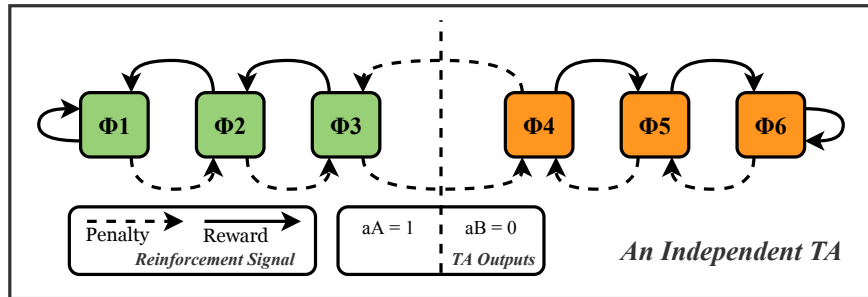 Φ1 Φ2 Φ3 Φ4 Φ5 Φ6
Penalty Reward
Reinforcement Signal
aA = 1 aB = 0
TA Outputs
An Independent TA